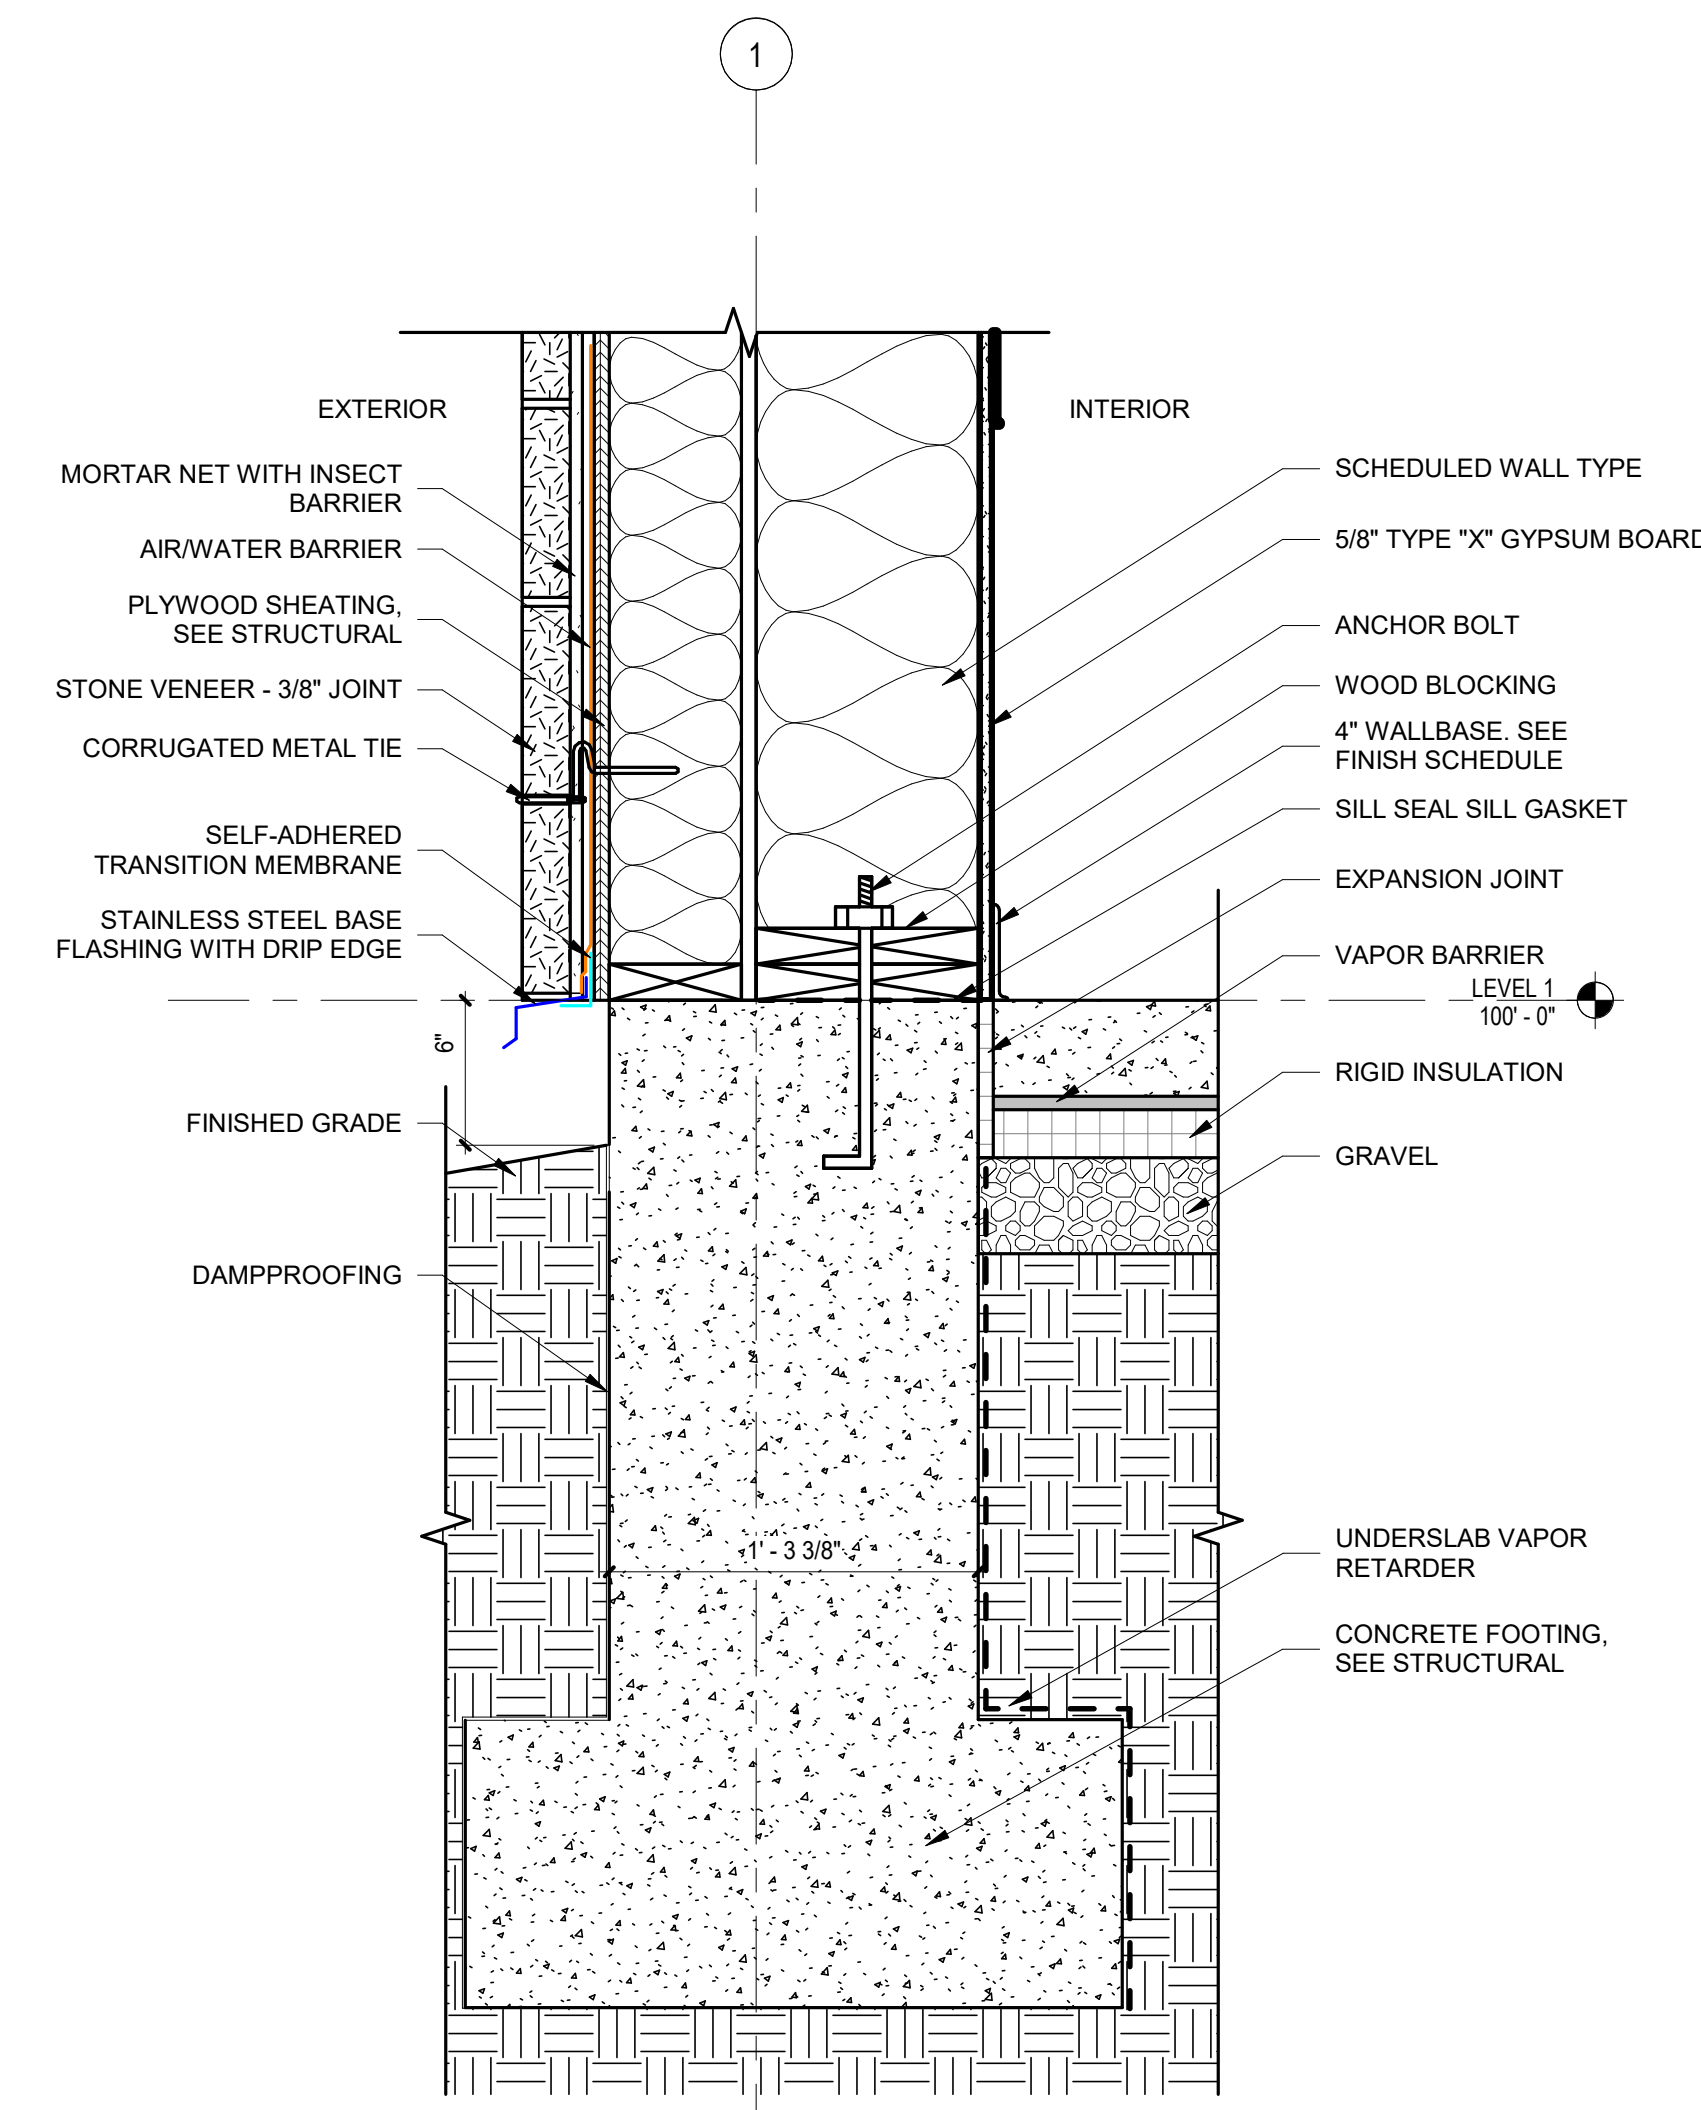 1
EXTERIOR
INTERIOR
MORTAR NET WITH INSECT
BARRIER
AIR/WATER BARRIER
PLYWOOD SHEATING,
SEE STRUCTURAL
STONE VENEER - 3/8" JOINT
CORRUGATED METAL TIE
SELF-ADHERED
TRANSITION MEMBRANE
STAINLESS STEEL BASE
FLASHING WITH DRIP EDGE
6"
FINISHED GRADE
DAMPPROOFING
1' - 3 3/8"
SCHEDULED WALL TYPE
5/8" TYPE "X" GYPSUM BOARD
ANCHOR BOLT
WOOD BLOCKING
4" WALLBASE. SEE
FINISH SCHEDULE
SILL SEAL SILL GASKET
EXPANSION JOINT
VAPOR BARRIER
LEVEL 1
100' - 0"
RIGID INSULATION
GRAVEL
UNDERSLAB VAPOR
RETARDER
CONCRETE FOOTING,
SEE STRUCTURAL